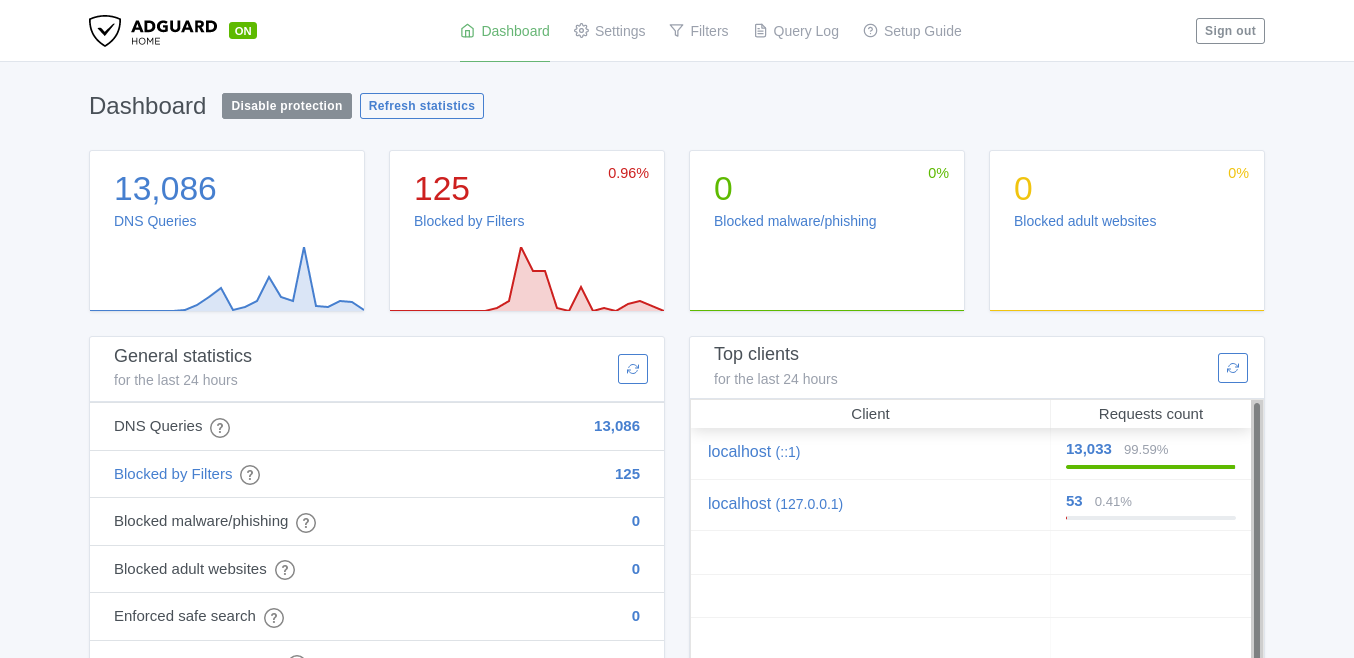 ADGUARD
HOME
ON
Dashboard
Settings
Filters
Query Log
Setup Guide
Sign out
Dashboard
Disable protection
Refresh statistics
13,086
DNS Queries
0.96%
125
Blocked by Filters
0%
0
Blocked malware/phishing
0%
0
Blocked adult websites
General statistics
for the last 24 hours
DNS Queries ? 13,086
Blocked by Filters ? 125
Blocked malware/phishing ? 0
Blocked adult websites ? 0
Enforced safe search ? 0
Top clients
for the last 24 hours
Client Requests count
localhost (::1) 13,033 99.59%
localhost (127.0.0.1) 53 0.41%